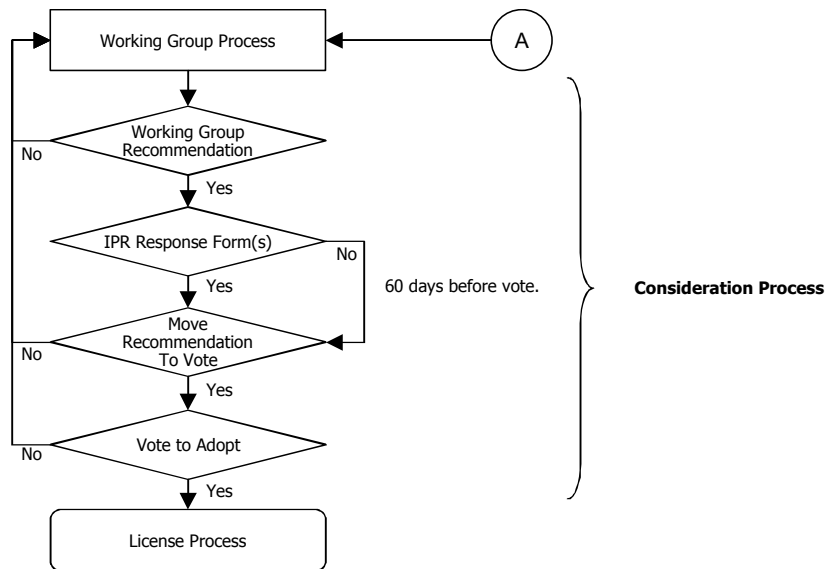 Working Group Process
A
Working Group
Recommendation
No
Yes
IPR Response Form(s)
No
Yes
60 days before vote.
Consideration Process
Move
Recommendation
To Vote
No
Yes
Vote to Adopt
No
Yes
License Process